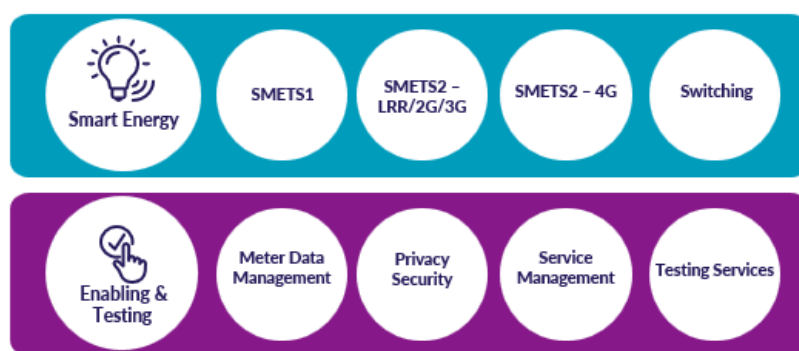 Smart Energy
SMETS1
SMETS2 –
LRR/2G/3G
SMETS2 – 4G
Switching
Enabling &
Testing
Meter Data
Management
Privacy
Security
Service
Management
Testing Services